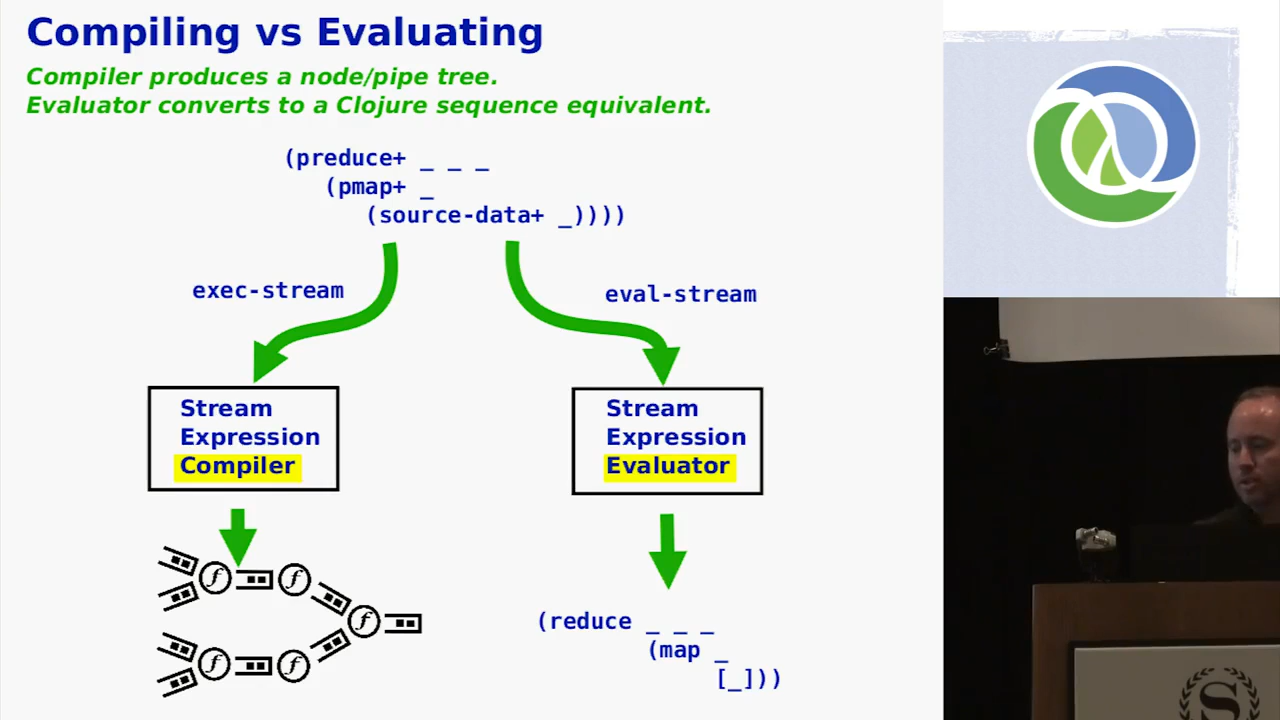 Compiling vs Evaluating
Compiler produces a node/pipe tree.
Evaluator converts to a Clojure sequence equivalent.
(preduce+ _ _ _
(pmap+ _
(source-data+ _))))
exec-stream
eval-stream
Stream
Expression
Compiler
Stream
Expression
Evaluator
f
f
f
f
f
(reduce _ _ _
(map _
[_]))
S